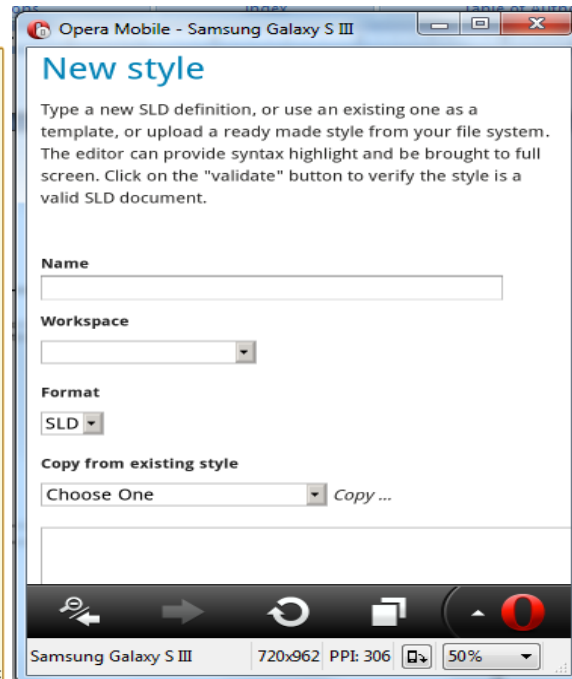 Opera Mobile - Samsung Galaxy S III
New style
Type a new SLD definition, or use an existing one as a
template, or upload a ready made style from your file system.
The editor can provide syntax highlight and be brought to full
screen. Click on the "validate" button to verify the style is a
valid SLD document.
Name
Workspace
Format
SLD
Copy from existing style
Choose One Copy ...
Samsung Galaxy S III 720x962 PPI: 306 50%